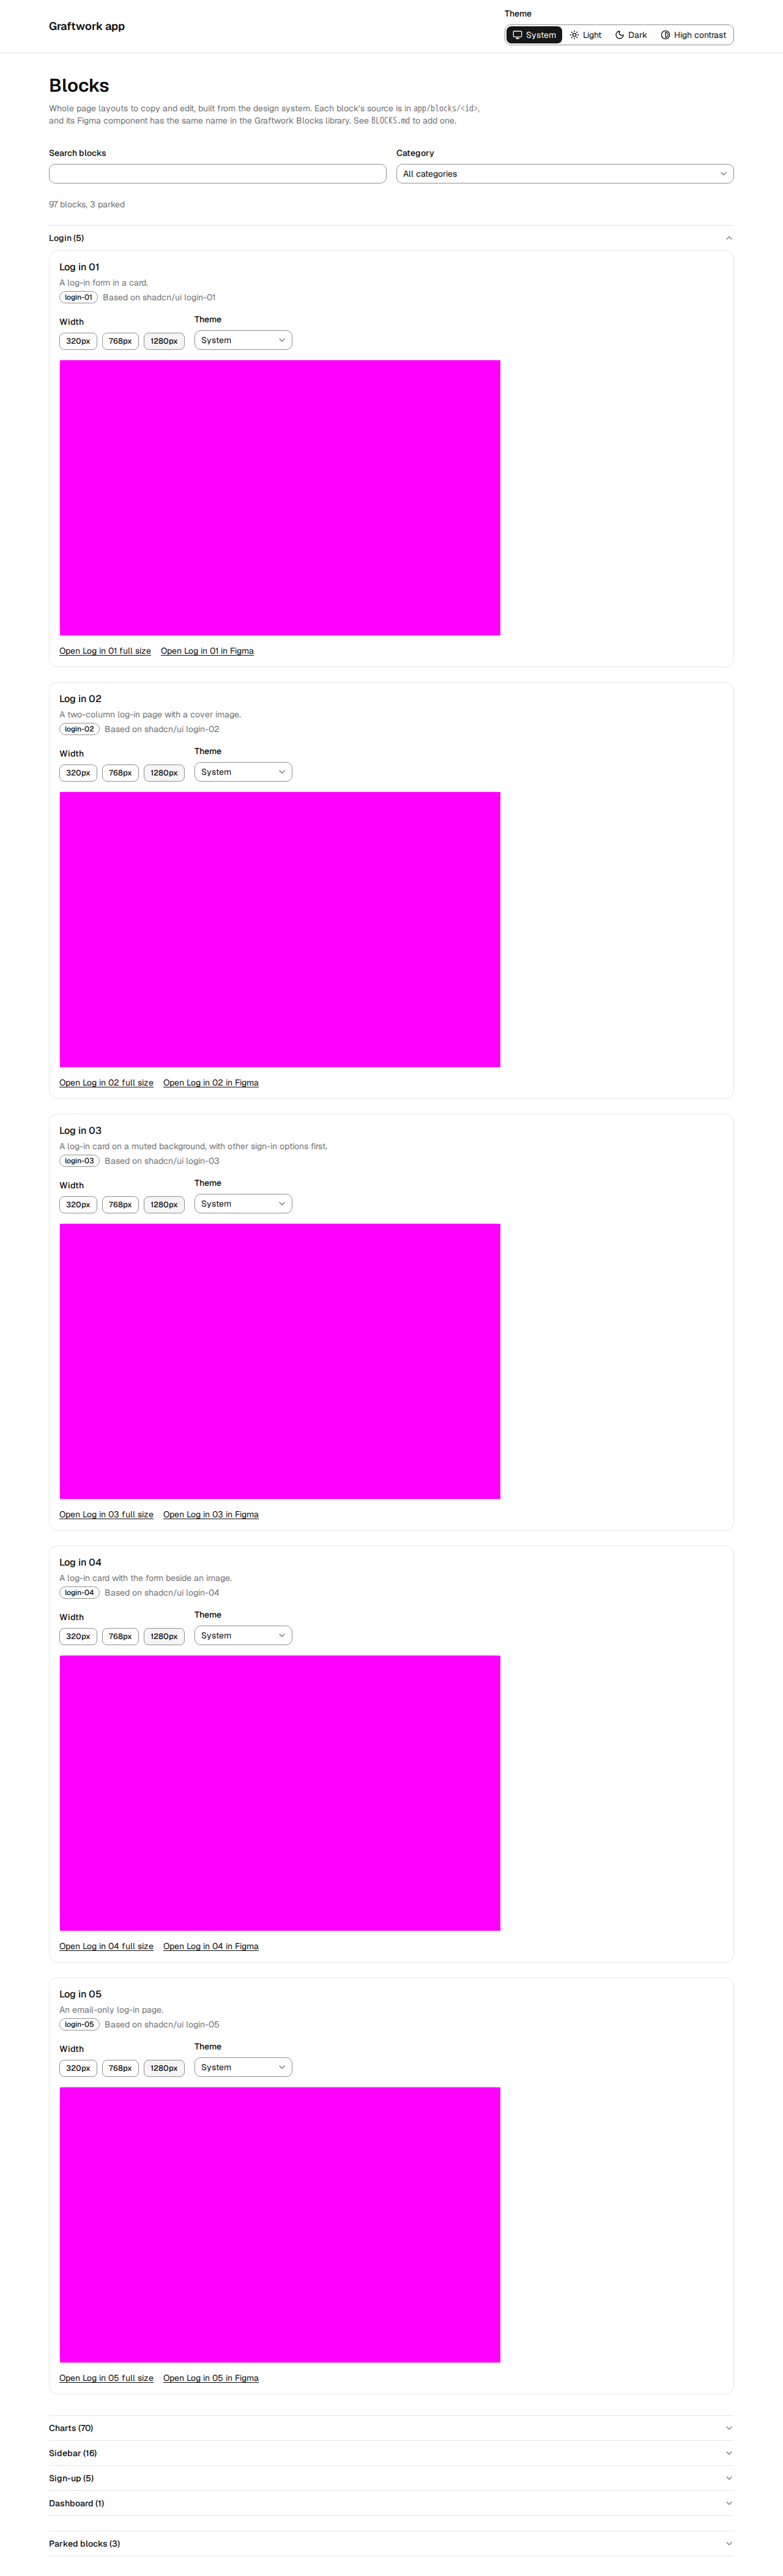 Graftwork app
Theme
System
Light
Dark
High contrast
Blocks
Whole page layouts to copy and edit, built from the design system. Each block's source is in app/blocks/<id>,
and its Figma component has the same name in the Graftwork Blocks library. See BLOCKS.md to add one.
Search blocks
Category
All categories
97 blocks, 3 parked
Login (5)
Log in 01
A log-in form in a card.
login-01 Based on shadcn/ui login-01
Width
Theme
320px 768px 1280px System
Open Log in 01 full size Open Log in 01 in Figma
Log in 02
A two-column log-in page with a cover image.
login-02 Based on shadcn/ui login-02
Width
Theme
320px 768px 1280px System
Open Log in 02 full size Open Log in 02 in Figma
Log in 03
A log-in card on a muted background, with other sign-in options first.
login-03 Based on shadcn/ui login-03
Width
Theme
320px 768px 1280px System
Open Log in 03 full size Open Log in 03 in Figma
Log in 04
A log-in card with the form beside an image.
login-04 Based on shadcn/ui login-04
Width
Theme
320px 768px 1280px System
Open Log in 04 full size Open Log in 04 in Figma
Log in 05
An email-only log-in page.
login-05 Based on shadcn/ui login-05
Width
Theme
320px 768px 1280px System
Open Log in 05 full size Open Log in 05 in Figma
Charts (70)
Sidebar (16)
Sign-up (5)
Dashboard (1)
Parked blocks (3)